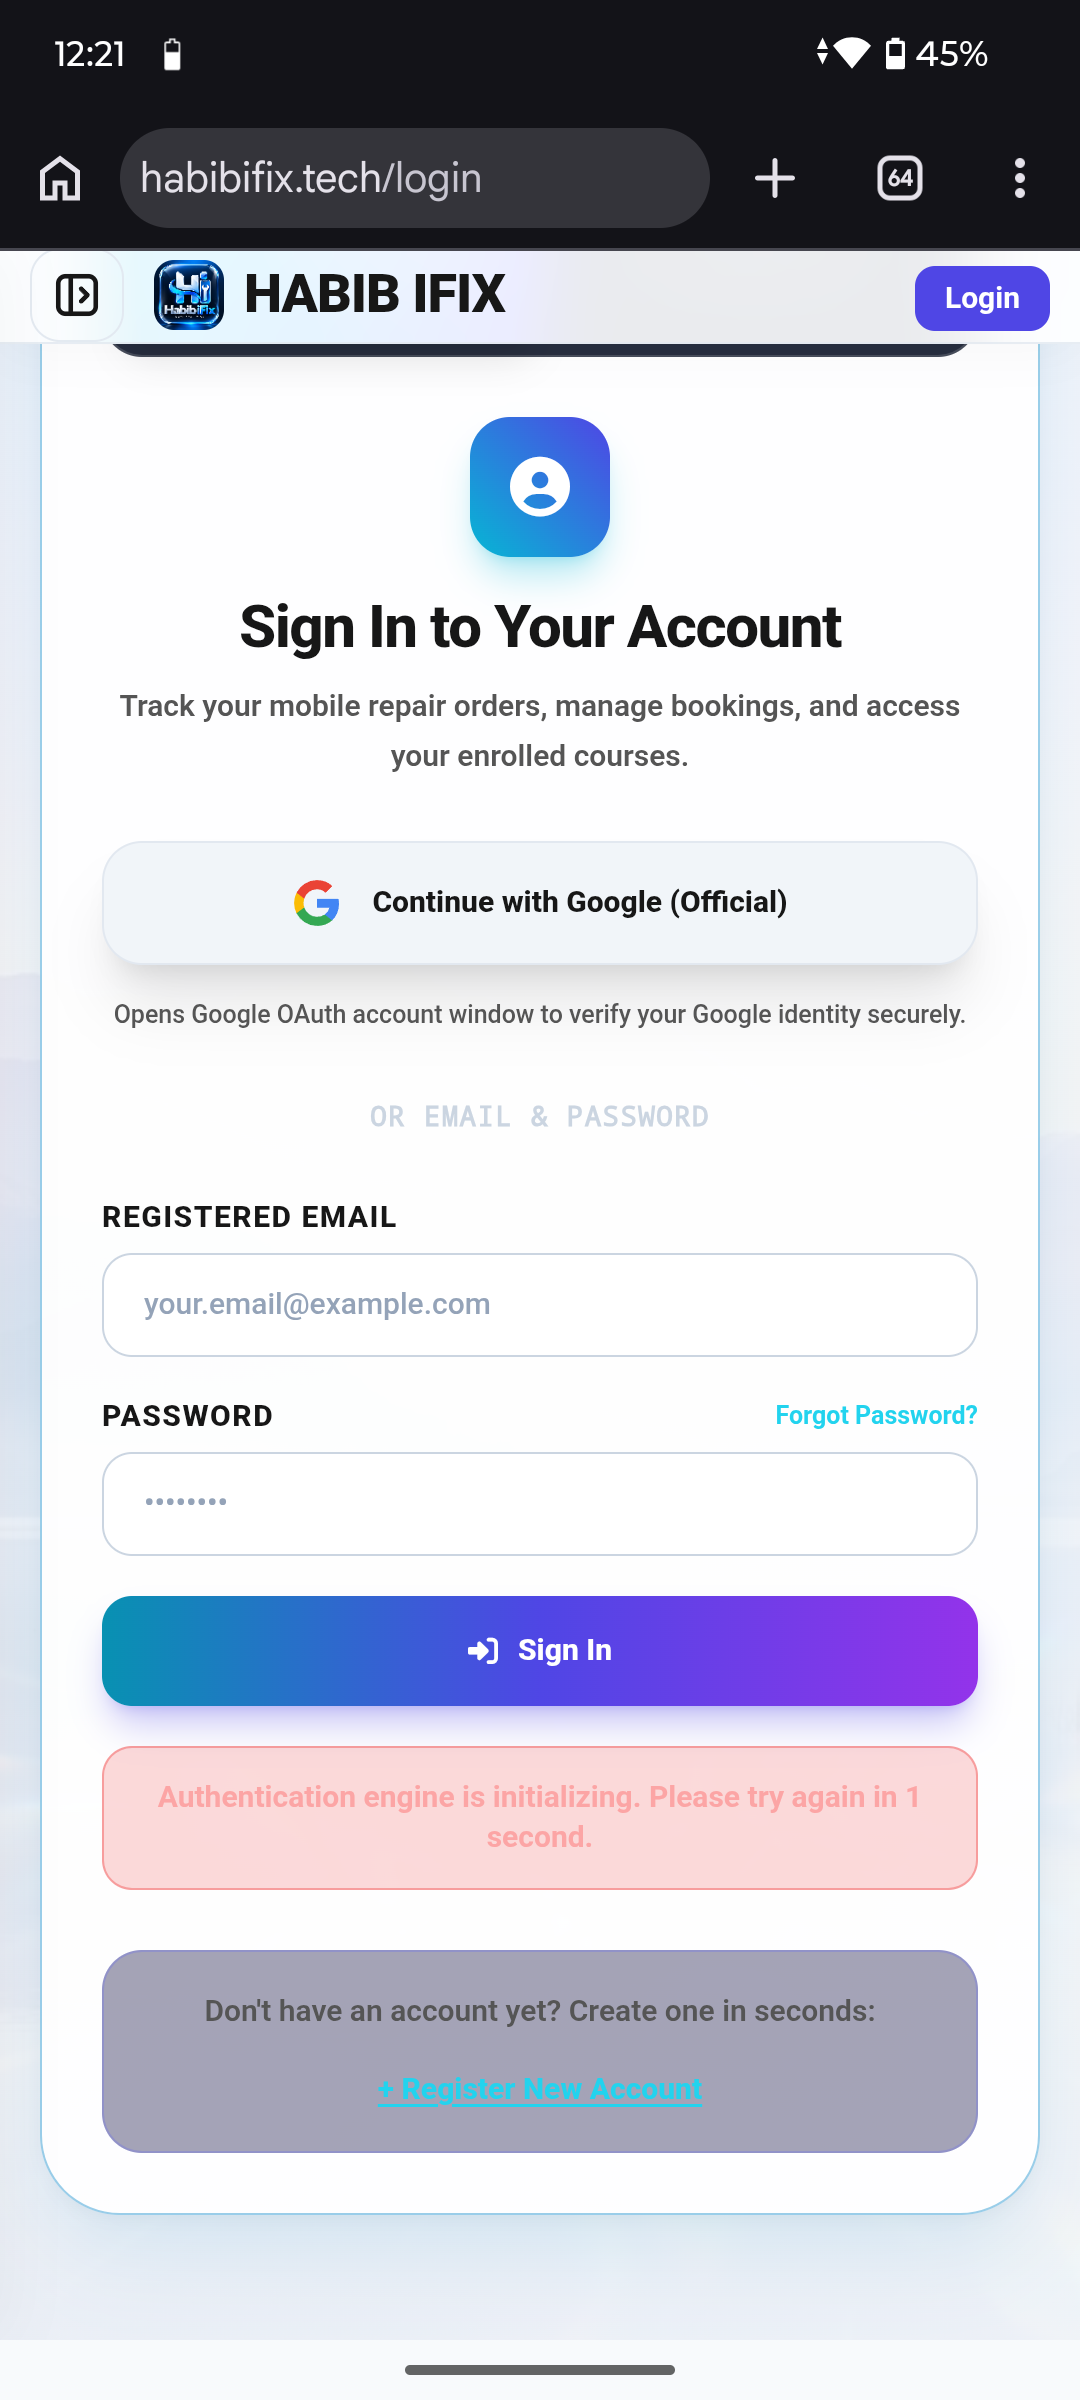 12:21
45%
habibifix.tech/login
64
HabibiFix
HABIB IFIX
Login
Sign In to Your Account
Track your mobile repair orders, manage bookings, and access
your enrolled courses.
Continue with Google (Official)
Opens Google OAuth account window to verify your Google identity securely.
OR EMAIL & PASSWORD
REGISTERED EMAIL
your.email@example.com
PASSWORD
Forgot Password?
••••••••
Sign In
Authentication engine is initializing. Please try again in 1
second.
Don't have an account yet? Create one in seconds:
+ Register New Account